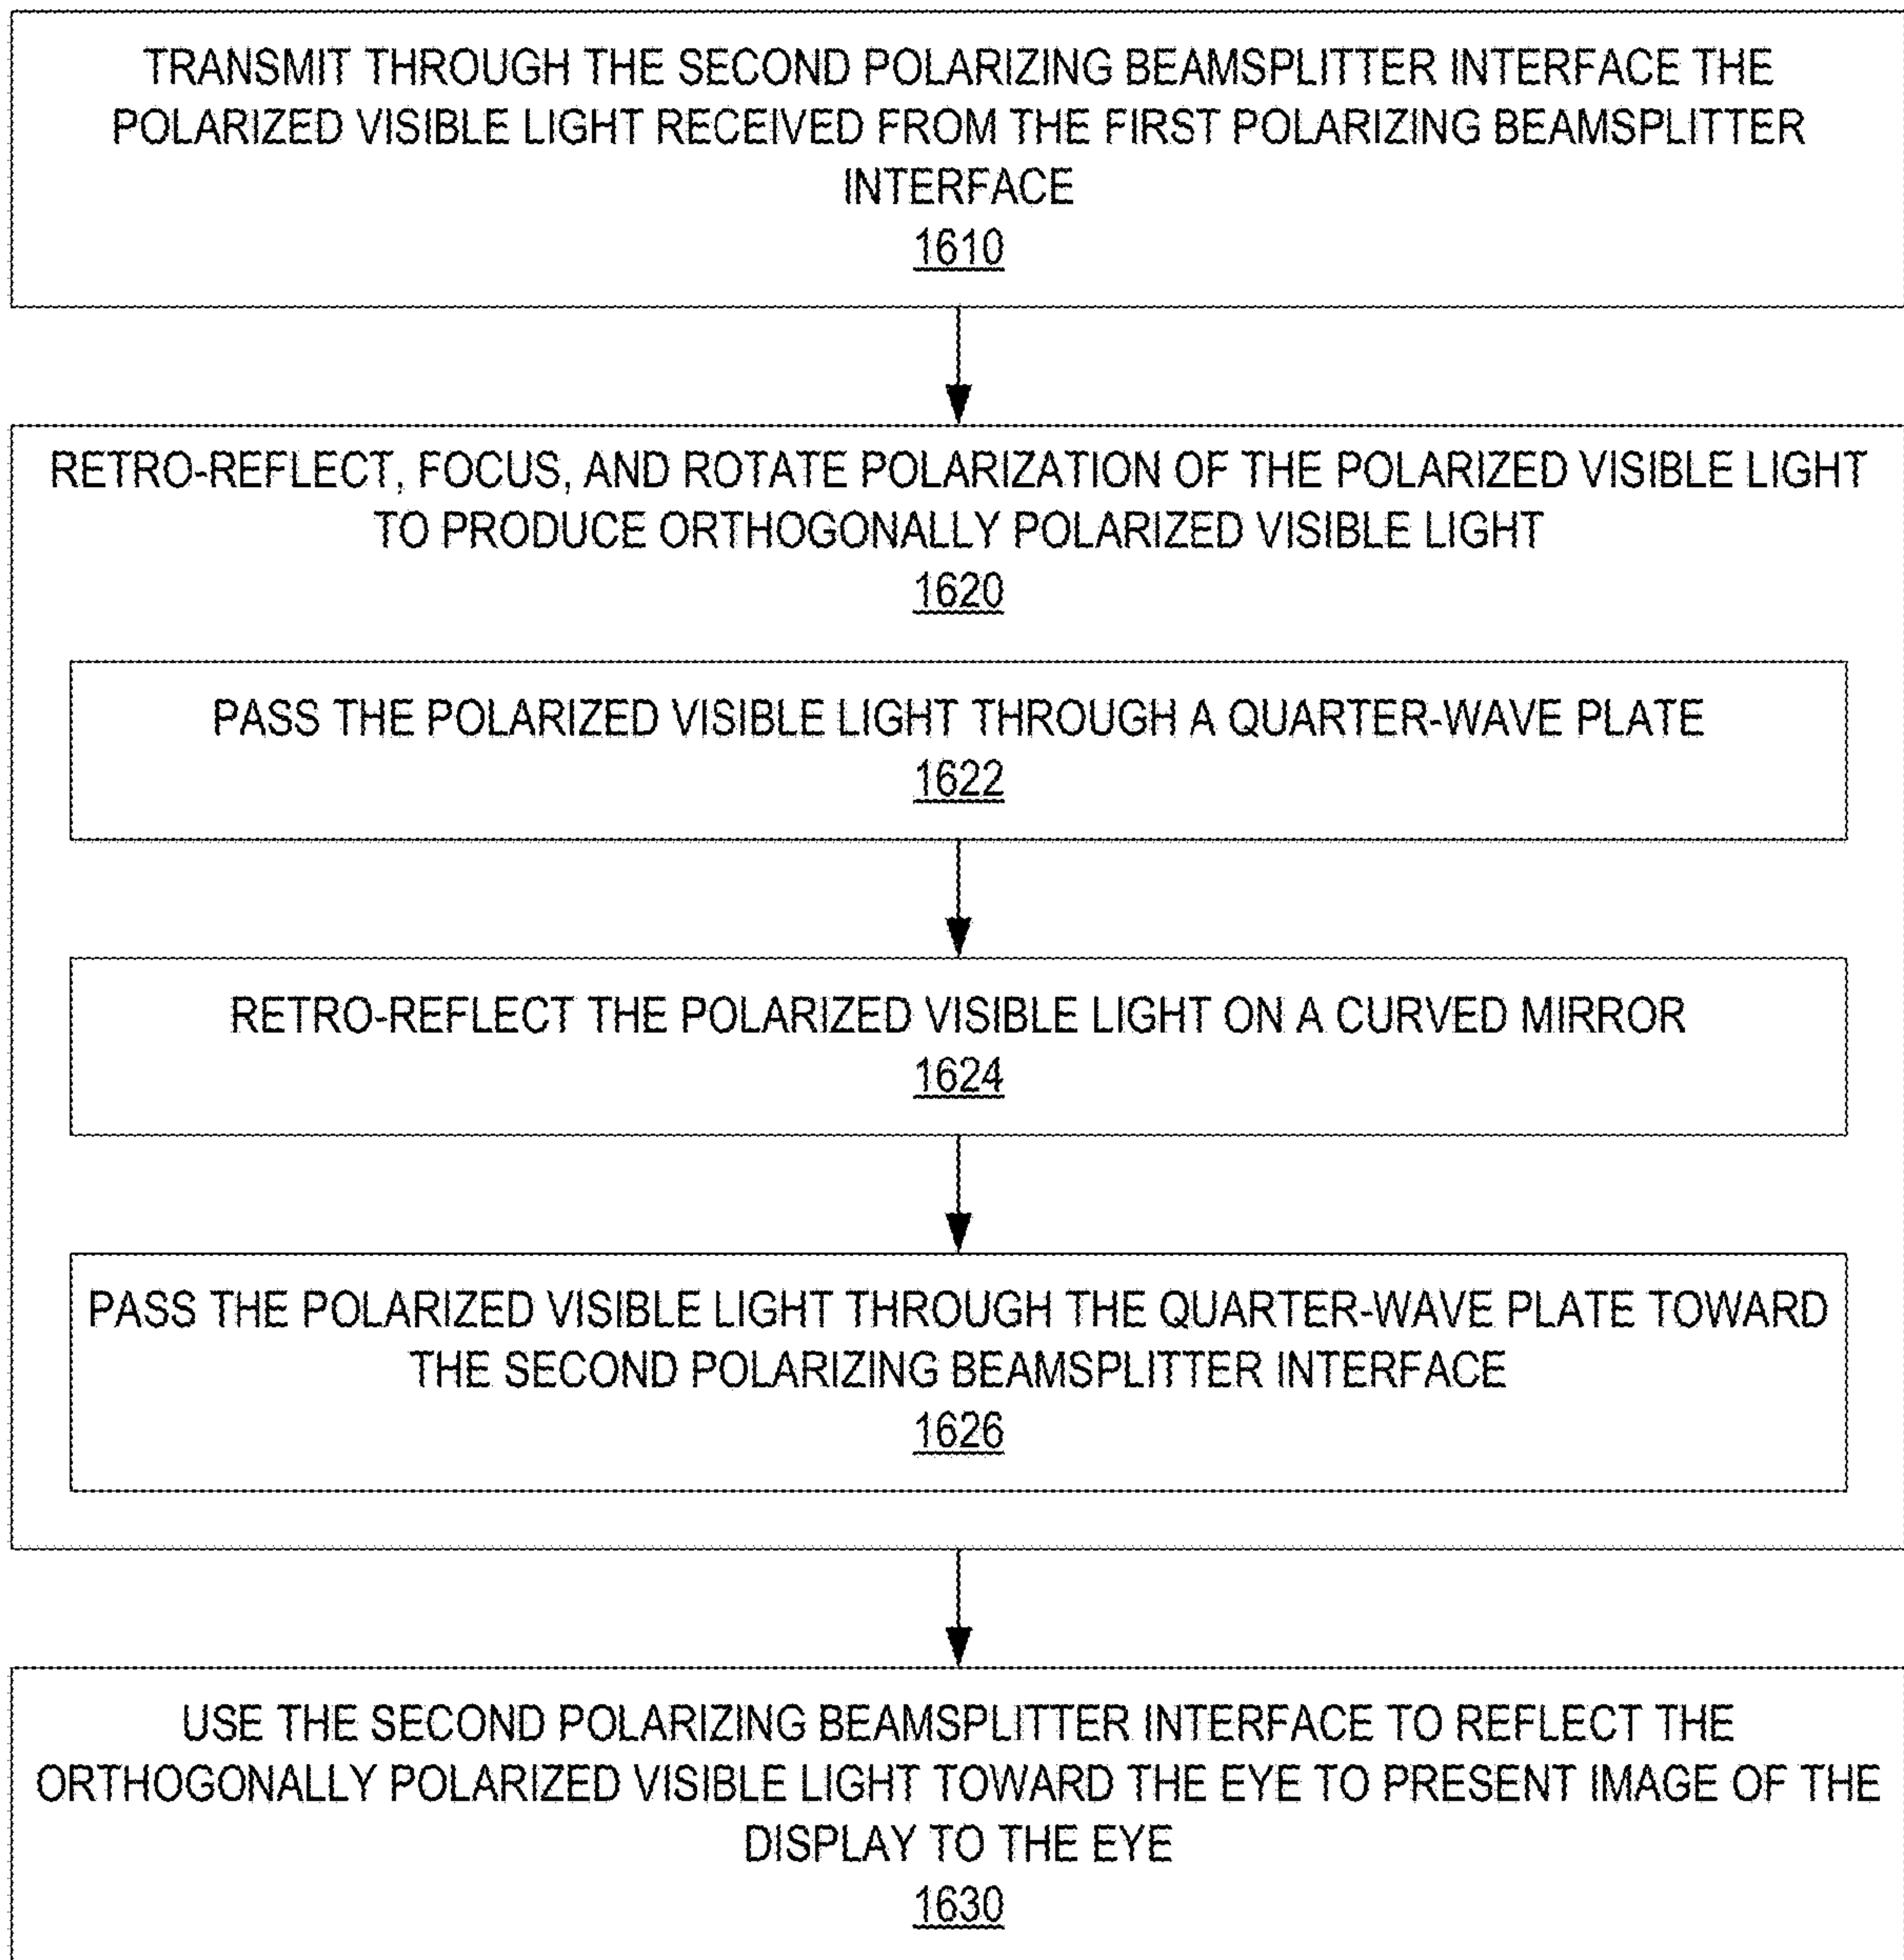 TRANSMIT THROUGH THE SECOND POLARIZING BEAMSPLITTER INTERFACE THE
POLARIZED VISIBLE LIGHT RECEIVED FROM THE FIRST POLARIZING BEAMSPLITTER
INTERFACE
1610
RETRO-REFLECT, FOCUS, AND ROTATE POLARIZATION OF THE POLARIZED VISIBLE LIGHT
TO PRODUCE ORTHOGONALLY POLARIZED VISIBLE LIGHT
1620
PASS THE POLARIZED VISIBLE LIGHT THROUGH A QUARTER-WAVE PLATE
1622
RETRO-REFLECT THE POLARIZED VISIBLE LIGHT ON A CURVED MIRROR
1624
PASS THE POLARIZED VISIBLE LIGHT THROUGH THE QUARTER-WAVE PLATE TOWARD
THE SECOND POLARIZING BEAMSPLITTER INTERFACE
1626
USE THE SECOND POLARIZING BEAMSPLITTER INTERFACE TO REFLECT THE
ORTHOGONALLY POLARIZED VISIBLE LIGHT TOWARD THE EYE TO PRESENT IMAGE OF THE
DISPLAY TO THE EYE
1630